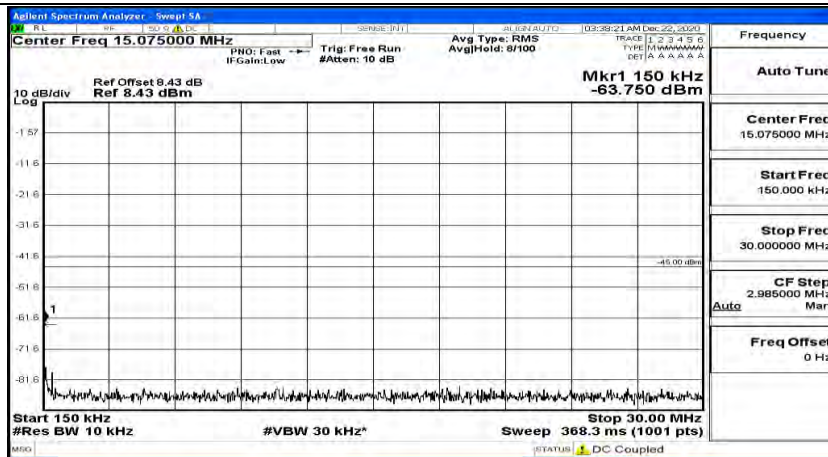 Agilent Spectrum Analyzer - Swept SA
RL RF 50 Ω DC SENSE:INT ALIGN AUTO 03:38:21 AM Dec 22, 2020
Center Freq 15.075000 MHz
PNO: Fast
IFGain:Low
Trig: Free Run
#Atten: 10 dB
Avg Type: RMS
Avg|Hold: 8/100
TRACE 1 2 3 4 5 6
TYPE MWWWWW
DET A A A A A A
Mkr1 150 kHz
-63.750 dBm
Ref Offset 8.43 dB
10 dB/div Ref 8.43 dBm
Log
-1.57
-11.6
-21.6
-31.6
-41.6
-45.00 dBm
-51.6
1
-61.6
-71.6
-81.6
Start 150 kHz
Stop 30.00 MHz
#Res BW 10 kHz #VBW 30 kHz* Sweep 368.3 ms (1001 pts)
MSG STATUS DC Coupled
Frequency
Auto Tune
Center Freq
15.075000 MHz
Start Freq
150.000 kHz
Stop Freq
30.000000 MHz
CF Step
2.985000 MHz
Auto Man
Freq Offset
0 Hz